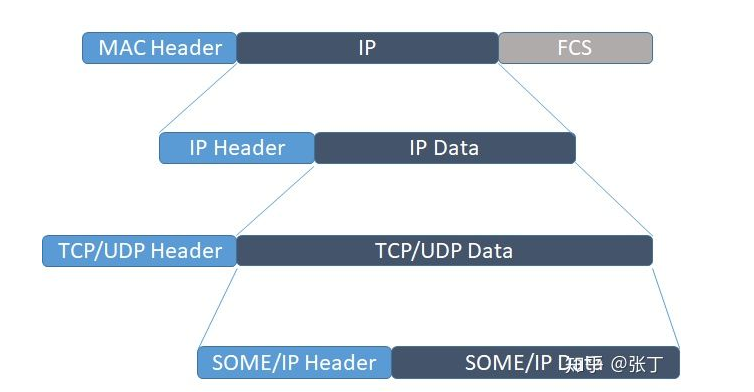 MAC Header IP FCS
IP Header IP Data
TCP/UDP Header TCP/UDP Data
SOME/IP Header SOME/IP Data
知乎 @张丁